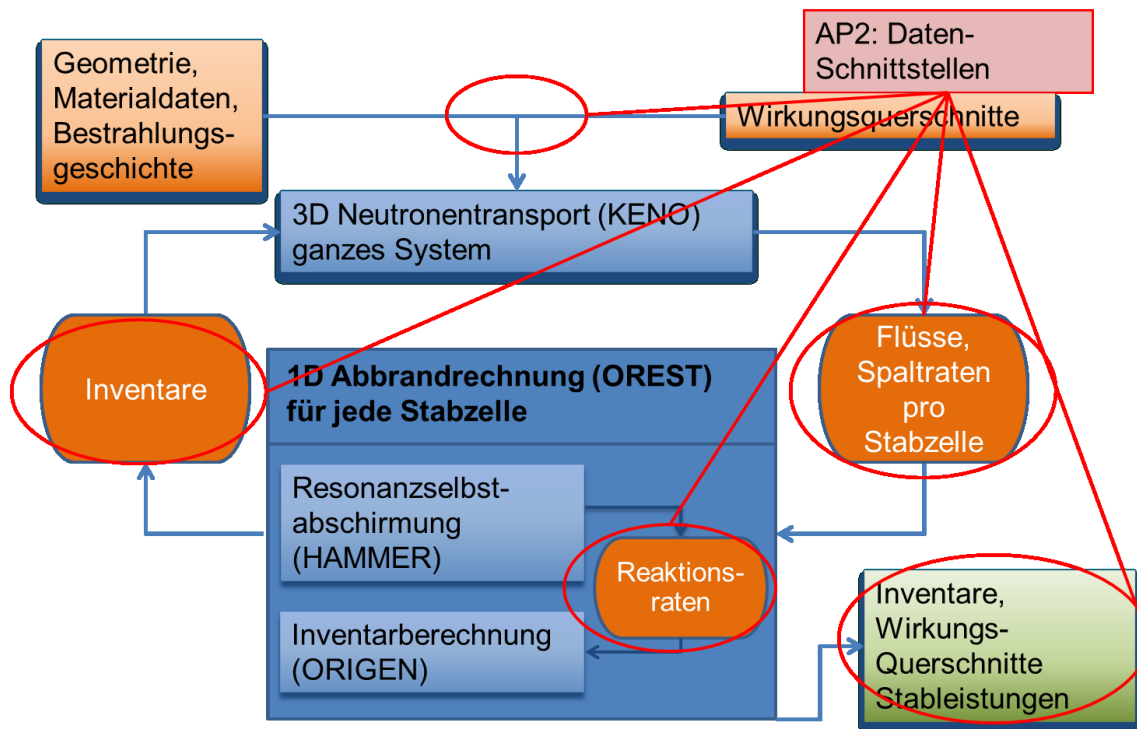 AP2: Daten-
Schnittstellen
Geometrie,
Materialdaten,
Bestrahlungs-
geschichte
Wirkungsquerschnitte
3D Neutronentransport (KENO)
ganzes System
Inventare
Flüsse,
Spaltraten
pro
Stabzelle
1D Abbrandrechnung (OREST)
für jede Stabzelle
Resonanzselbst-
abschirmung
(HAMMER)
Reaktions-
raten
Inventarberechnung
(ORIGEN)
Inventare,
Wirkungs-
Querschnitte
Stableistungen